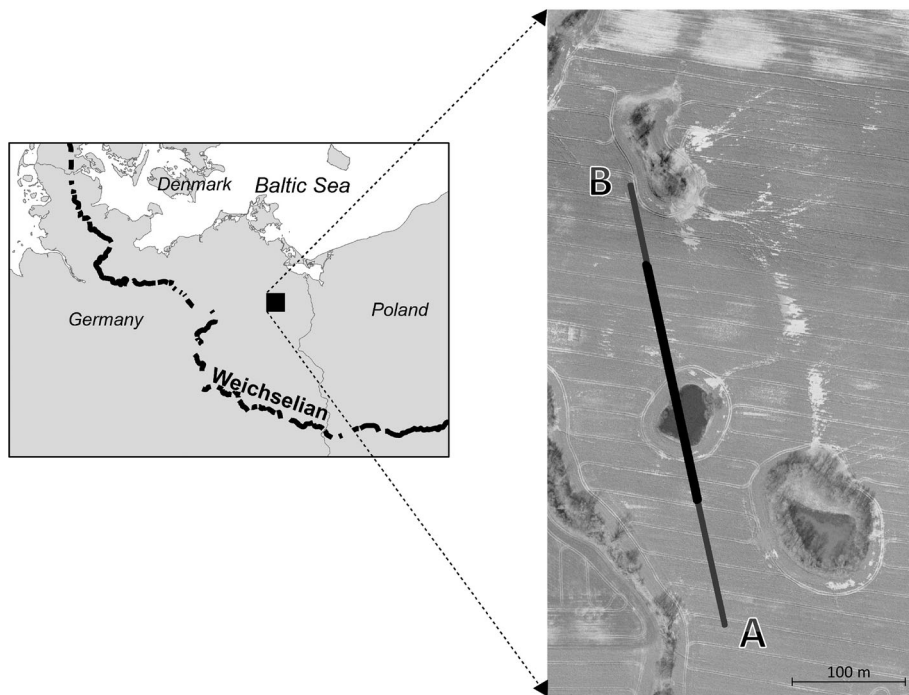 Denmark
Baltic Sea
Germany
Poland
Weichselian
B
A
100 m